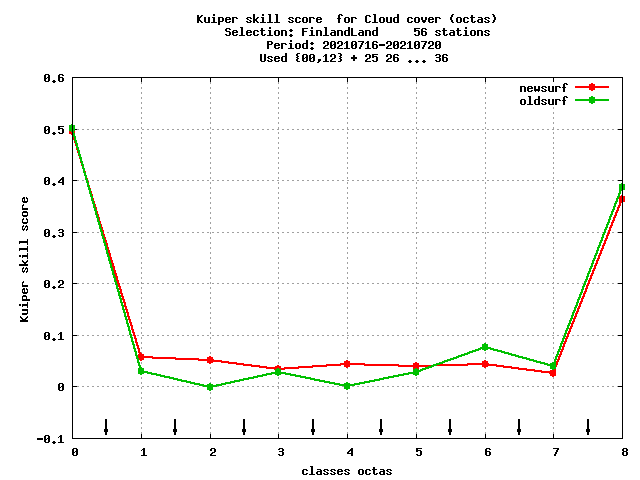 Kuiper skill score  for Cloud cover (octas)
Selection: FinlandLand     56 stations
Period: 20210716-20210720
Used {00,12} + 25 26 ... 36
newsurf
oldsurf
0.6
0.5
0.4
0.3
0.2
0.1
0
-0.1
Kuiper skill score
0 1 2 3 4 5 6 7 8
classes octas